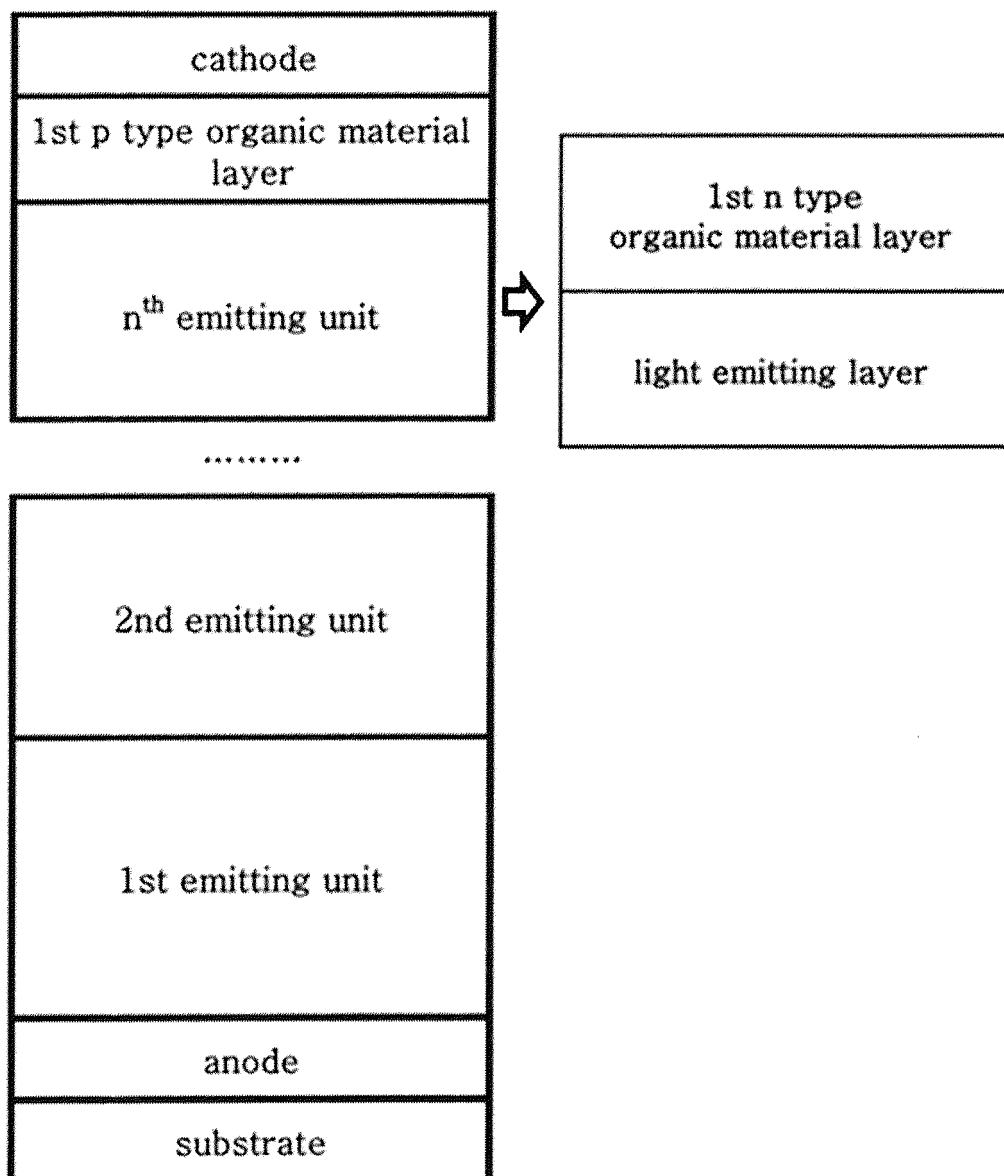 cathode
1st p type organic material
layer
nth emitting unit
1st n type
organic material layer
light emitting layer
.........
2nd emitting unit
1st emitting unit
anode
substrate